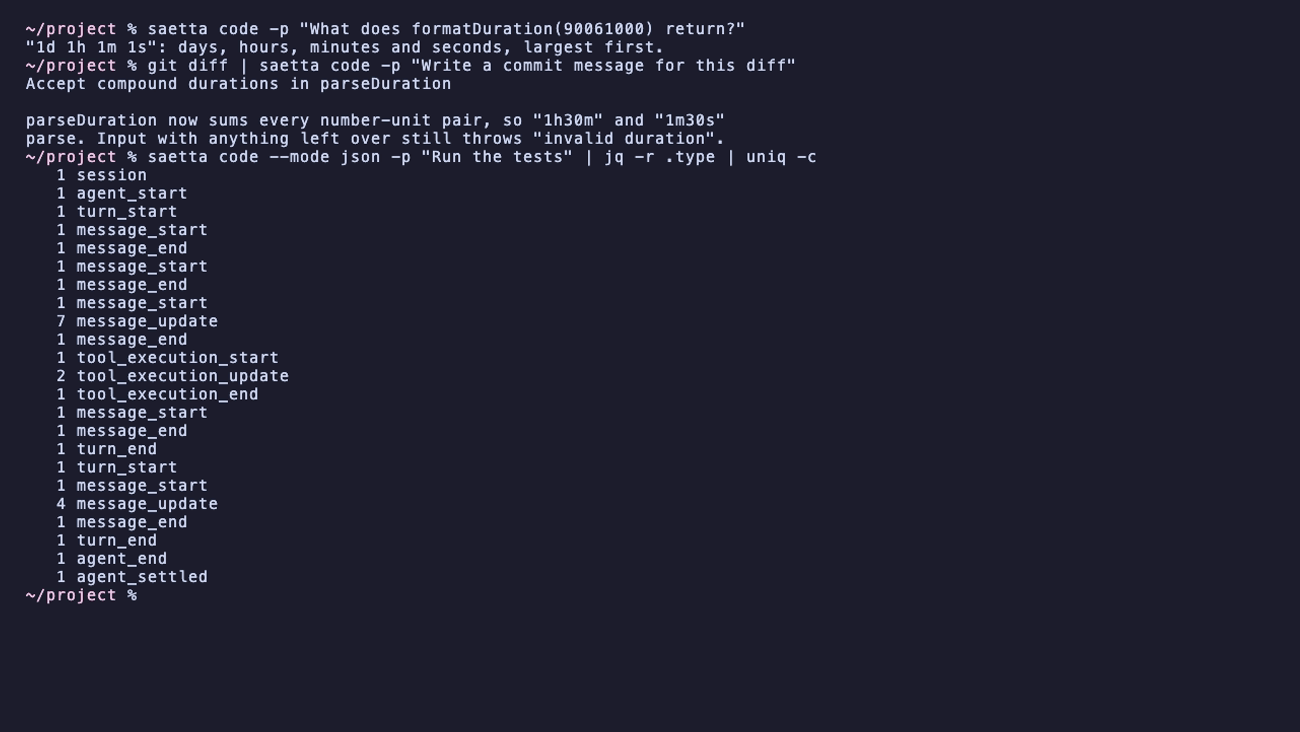 ~/project % saetta code -p "What does formatDuration(90061000) return?"
"1d 1h 1m 1s": days, hours, minutes and seconds, largest first.
~/project % git diff | saetta code -p "Write a commit message for this diff"
Accept compound durations in parseDuration

parseDuration now sums every number-unit pair, so "1h30m" and "1m30s"
parse. Input with anything left over still throws "invalid duration".
~/project % saetta code --mode json -p "Run the tests" | jq -r .type | uniq -c
   1 session
   1 agent_start
   1 turn_start
   1 message_start
   1 message_end
   1 message_start
   1 message_end
   1 message_start
   7 message_update
   1 message_end
   1 tool_execution_start
   2 tool_execution_update
   1 tool_execution_end
   1 message_start
   1 message_end
   1 turn_end
   1 turn_start
   1 message_start
   4 message_update
   1 message_end
   1 turn_end
   1 agent_end
   1 agent_settled
~/project %